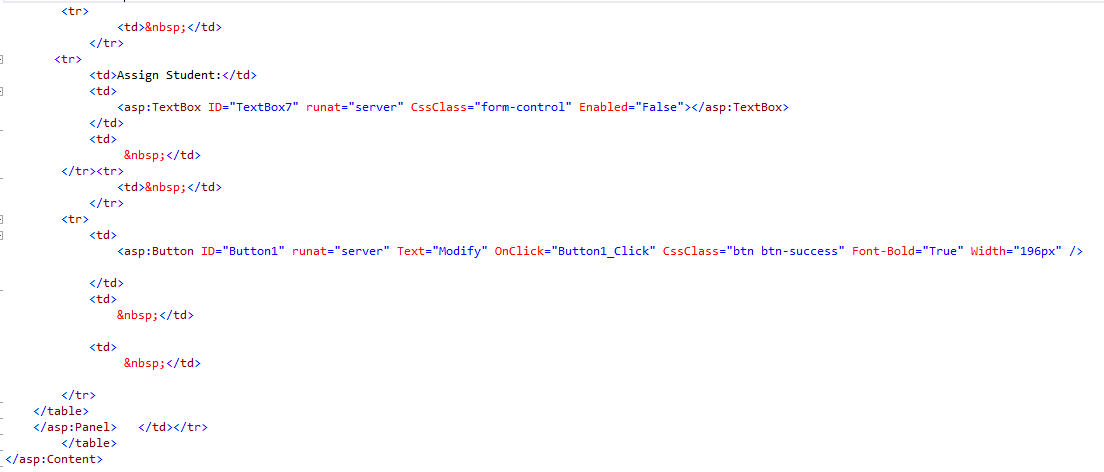 <tr>
<td>&nbsp;</td>
</tr>
<tr>
<td>Assign Student:</td>
<td>
<asp:TextBox ID="TextBox7" runat="server" CssClass="form-control" Enabled="False"></asp:TextBox>
</td>
<td>
&nbsp;</td>
</tr><tr>
<td>&nbsp;</td>
</tr>
<tr>
<td>
<asp:Button ID="Button1" runat="server" Text="Modify" OnClick="Button1_Click" CssClass="btn btn-success" Font-Bold="True" Width="196px" />
</td>
<td>
&nbsp;</td>
<td>
&nbsp;</td>
</tr>
</table>
</asp:Panel>   </td></tr>
</table>
</asp:Content>